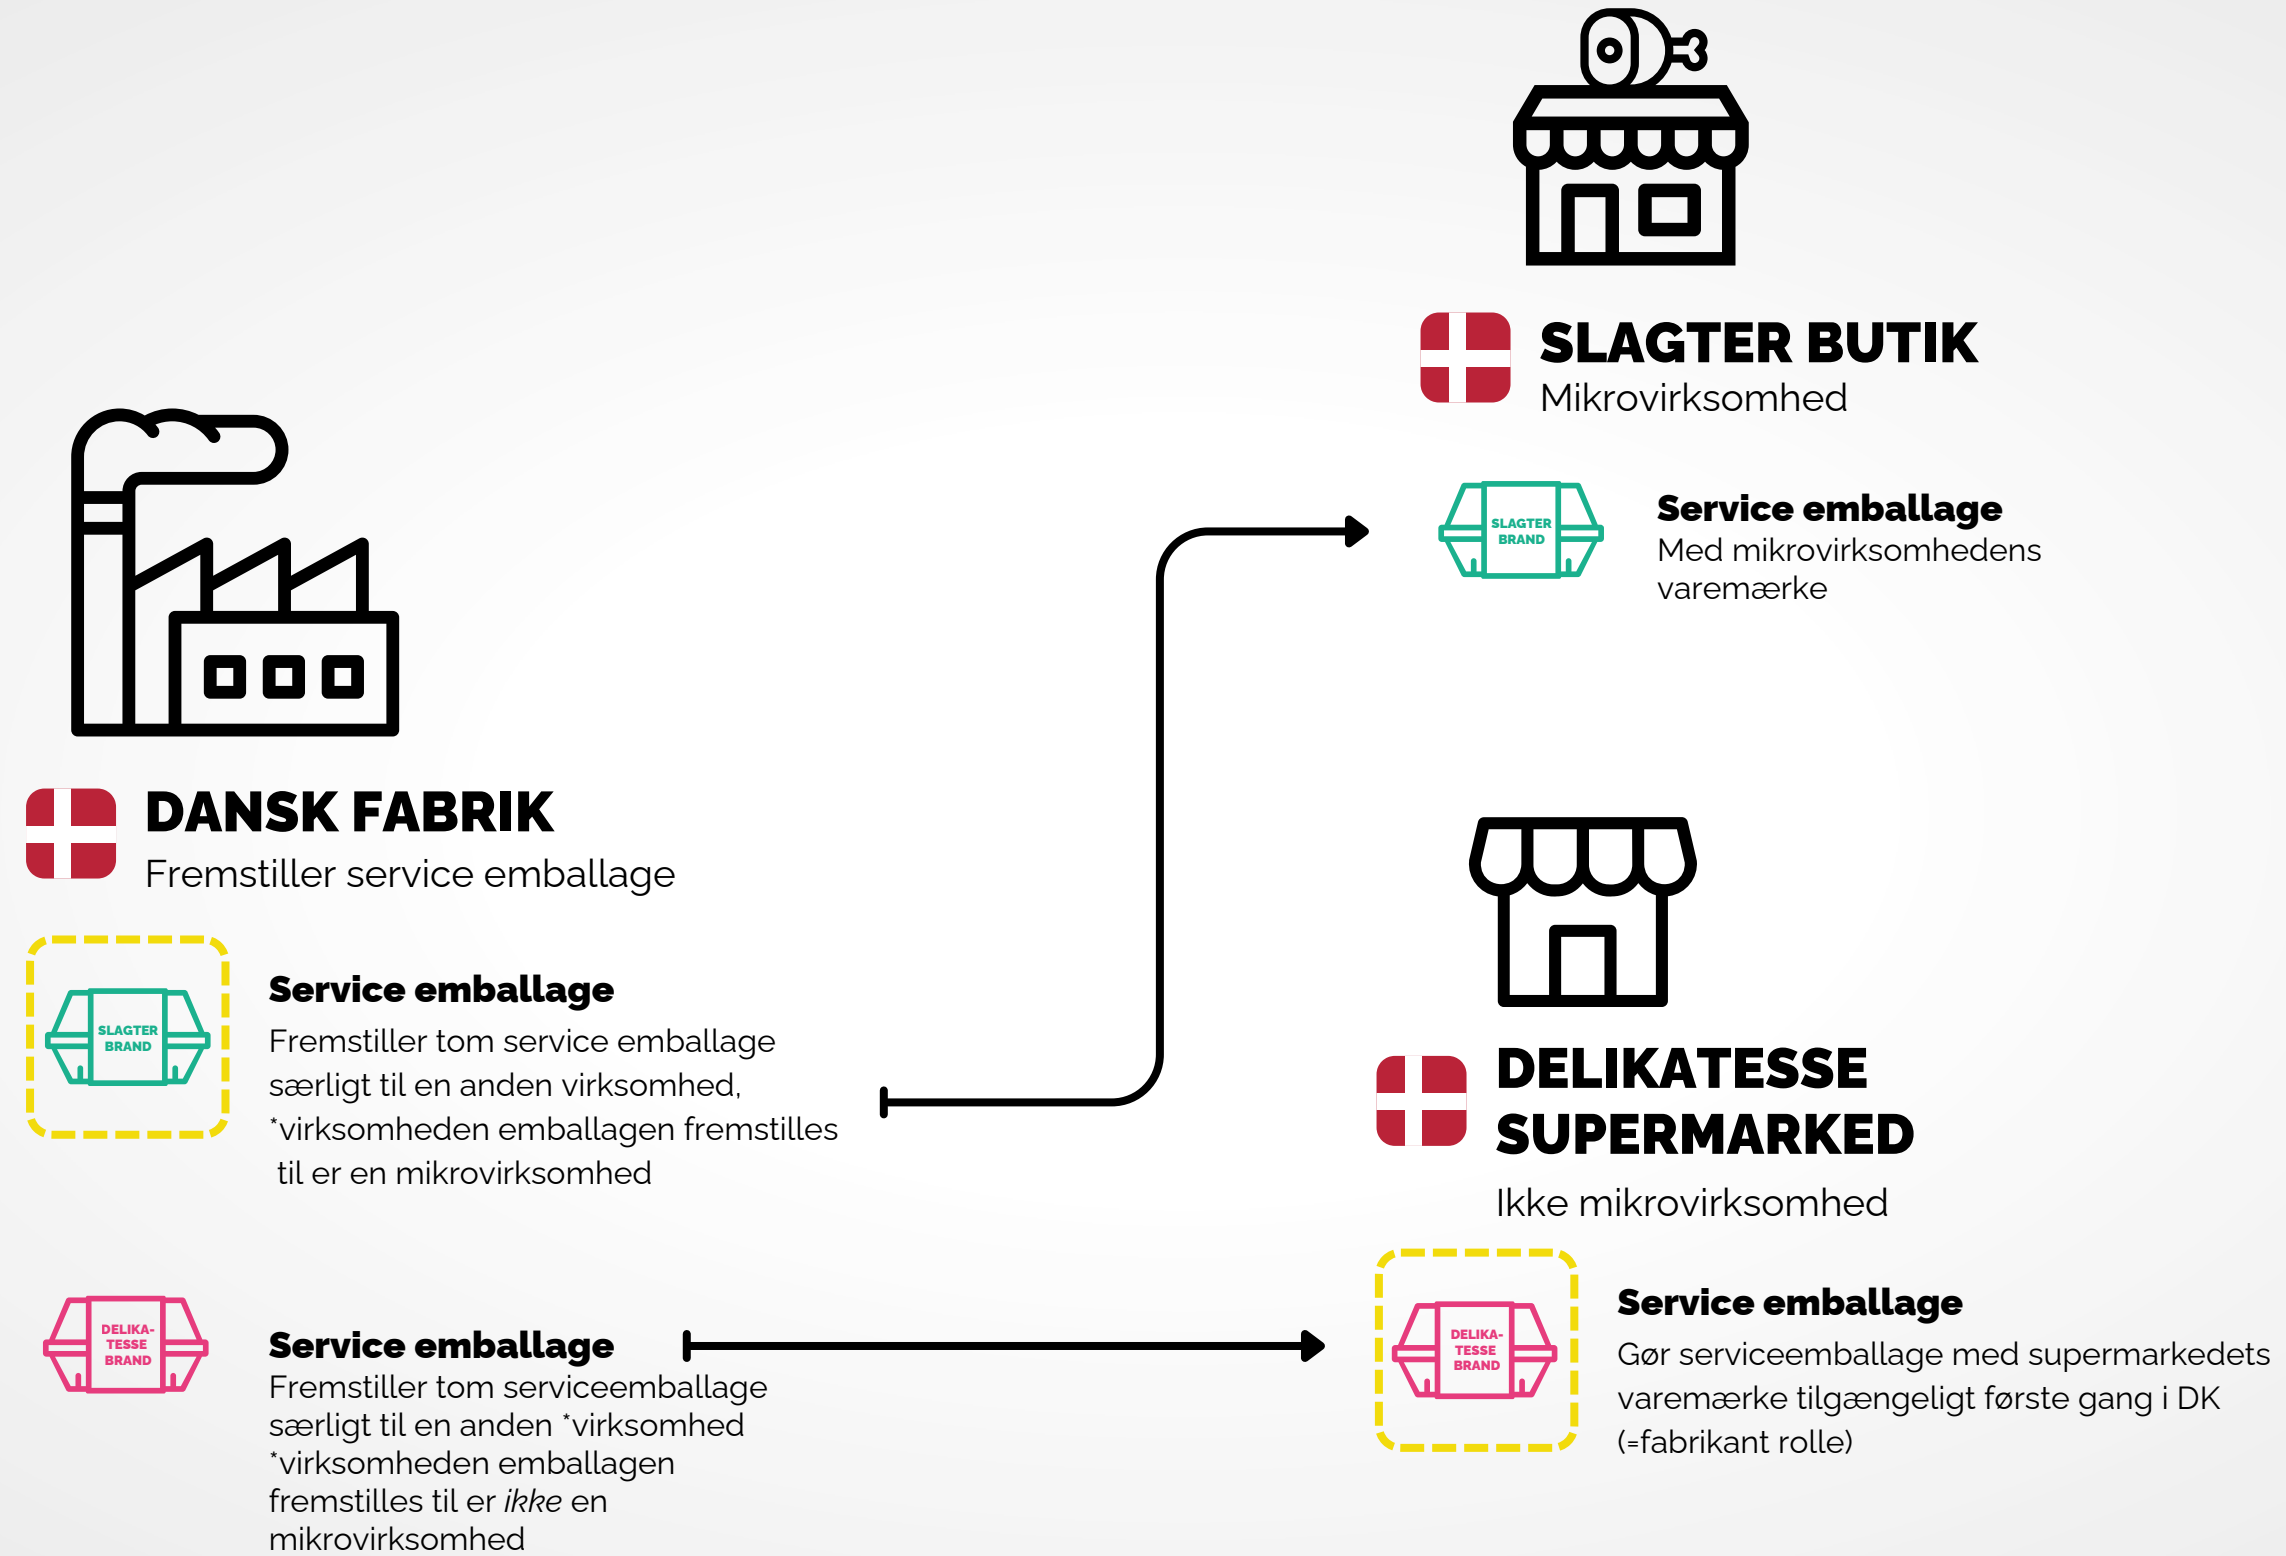 SLAGTER BUTIK
Mikrovirksomhed
SLAGTER
BRAND
Service emballage
Med mikrovirksomhedens
varemærke
DANSK FABRIK
Fremstiller service emballage
SLAGTER
BRAND
Service emballage
Fremstiller tom service emballage
særligt til en anden virksomhed,
*virksomheden emballagen fremstilles
til er en mikrovirksomhed
DELIKA-
TESSE
BRAND
Service emballage
Fremstiller tom serviceemballage
særligt til en anden *virksomhed
*virksomheden emballagen
fremstilles til er ikke en
mikrovirksomhed
DELIKATESSE
SUPERMARKED
Ikke mikrovirksomhed
DELIKA-
TESSE
BRAND
Service emballage
Gør serviceemballage med supermarkedets
varemærke tilgængeligt første gang i DK
(=fabrikant rolle)